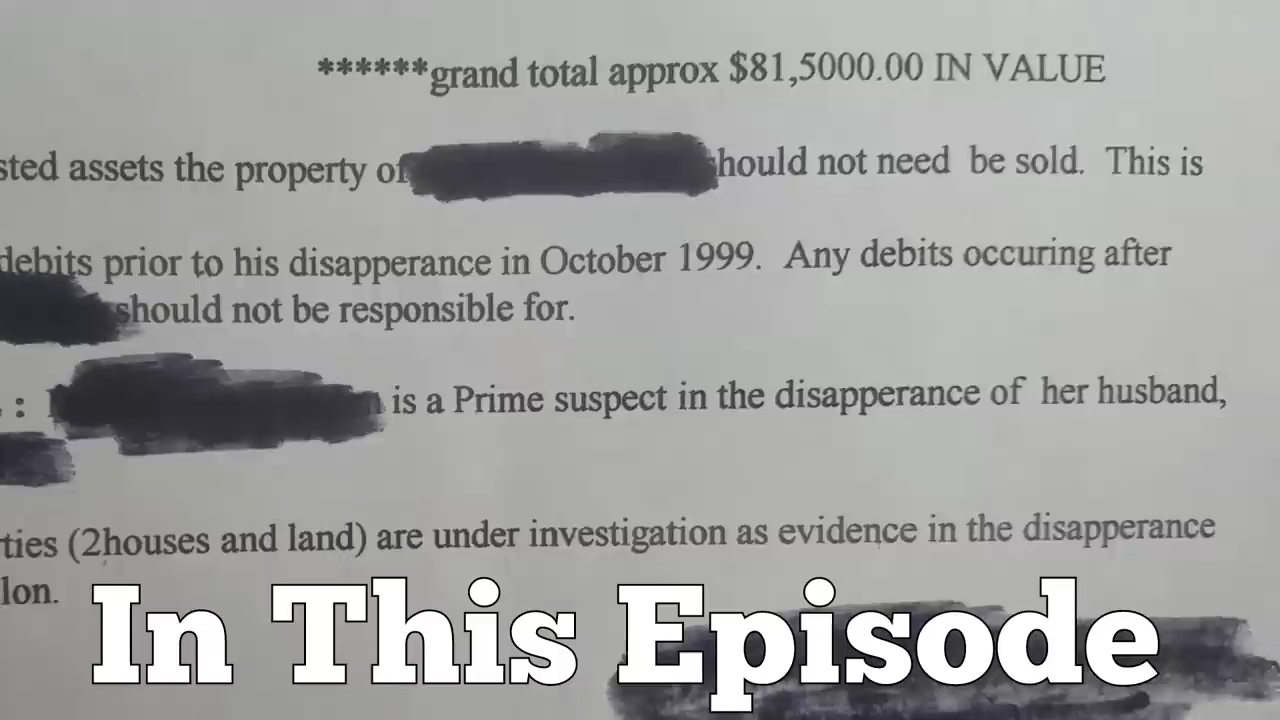 ******grand total approx $81,5000.00 IN VALUE
sted assets the property of should not need be sold. This is
debits prior to his disapperance in October 1999. Any debits occuring after
should not be responsible for.
: is a Prime suspect in the disapperance of her husband,
ties (2houses and land) are under investigation as evidence in the disapperance
lon.
In This Episode